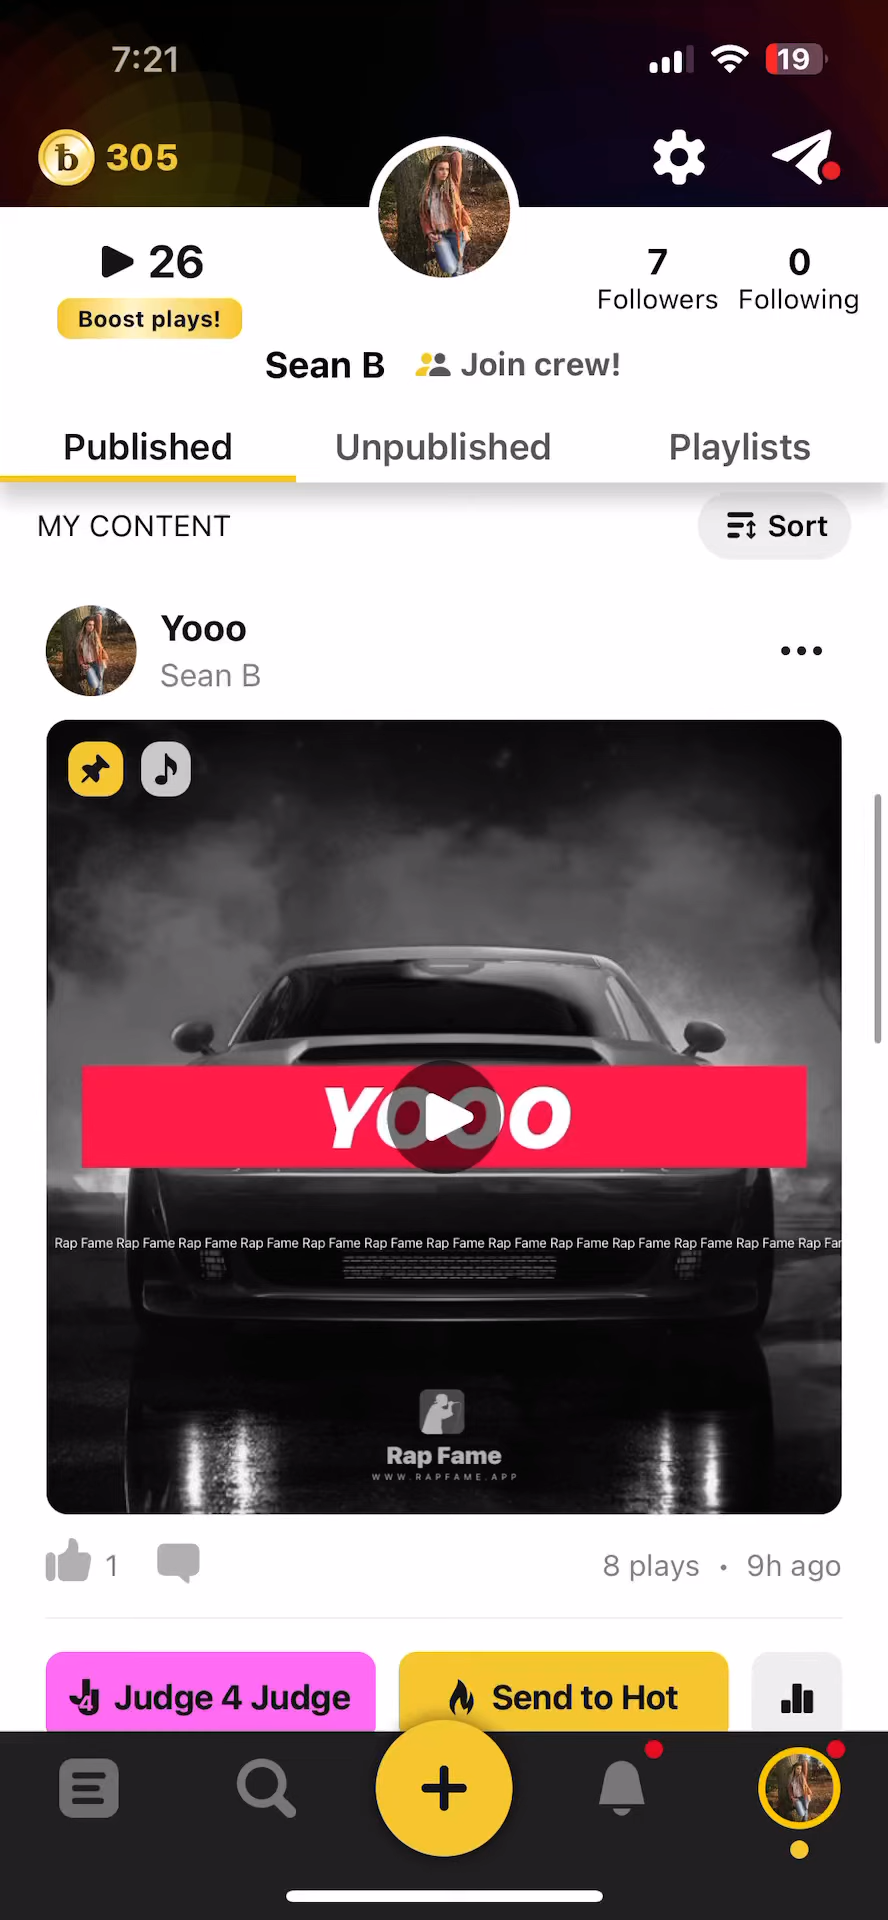 7:21
19
305
26
Boost plays!
7
Followers
0
Following
Sean B
Join crew!
Published
Unpublished
Playlists
MY CONTENT
Sort
Yooo
Sean B
YOOO
Rap Fame Rap Fame Rap Fame Rap Fame Rap Fame Rap Fame Rap Fame Rap Fame Rap Fame Rap Fame Rap Fame Rap Fame Rap Far
Rap Fame
WWW.RAPFAME.APP
1
8 plays • 9h ago
Judge 4 Judge
Send to Hot